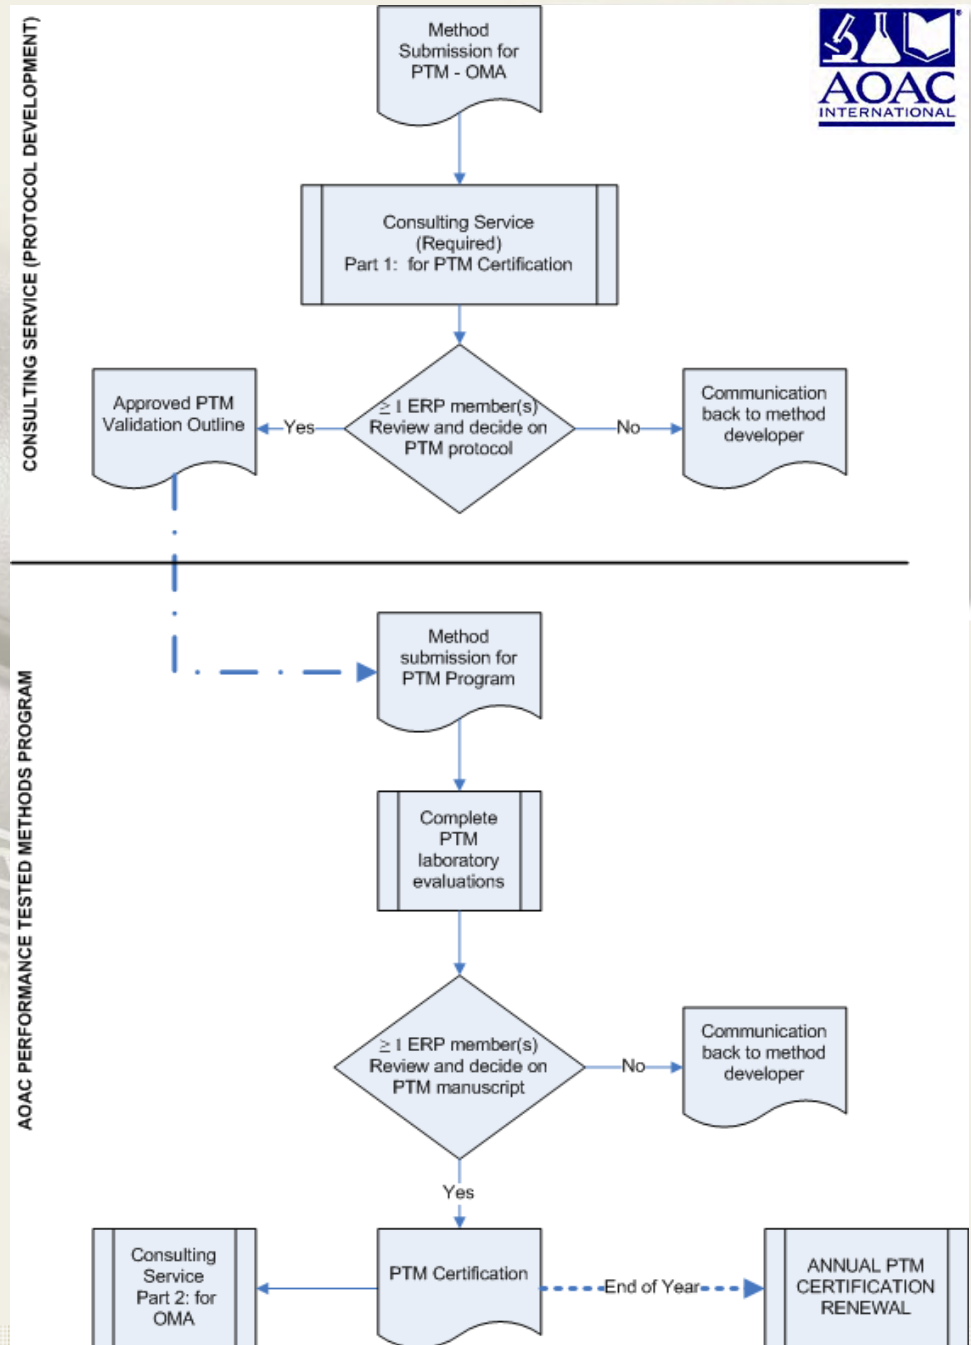 CONSULTING SERVICE (PROTOCOL DEVELOPMENT)
Method
Submission for
PTM - OMA
AOAC
INTERNATIONAL
Consulting Service
(Required)
Part 1: for PTM Certification
≥ 1 ERP member(s)
Review and decide on
PTM protocol
Yes
Approved PTM
Validation Outline
No
Communication
back to method
developer
AOAC PERFORMANCE TESTED METHODS PROGRAM
Method
submission for
PTM Program
Complete
PTM
laboratory
evaluations
≥ 1 ERP member(s)
Review and decide on
PTM manuscript
No
Communication
back to method
developer
Yes
PTM Certification
Consulting
Service
Part 2: for
OMA
End of Year
ANNUAL PTM
CERTIFICATION
RENEWAL